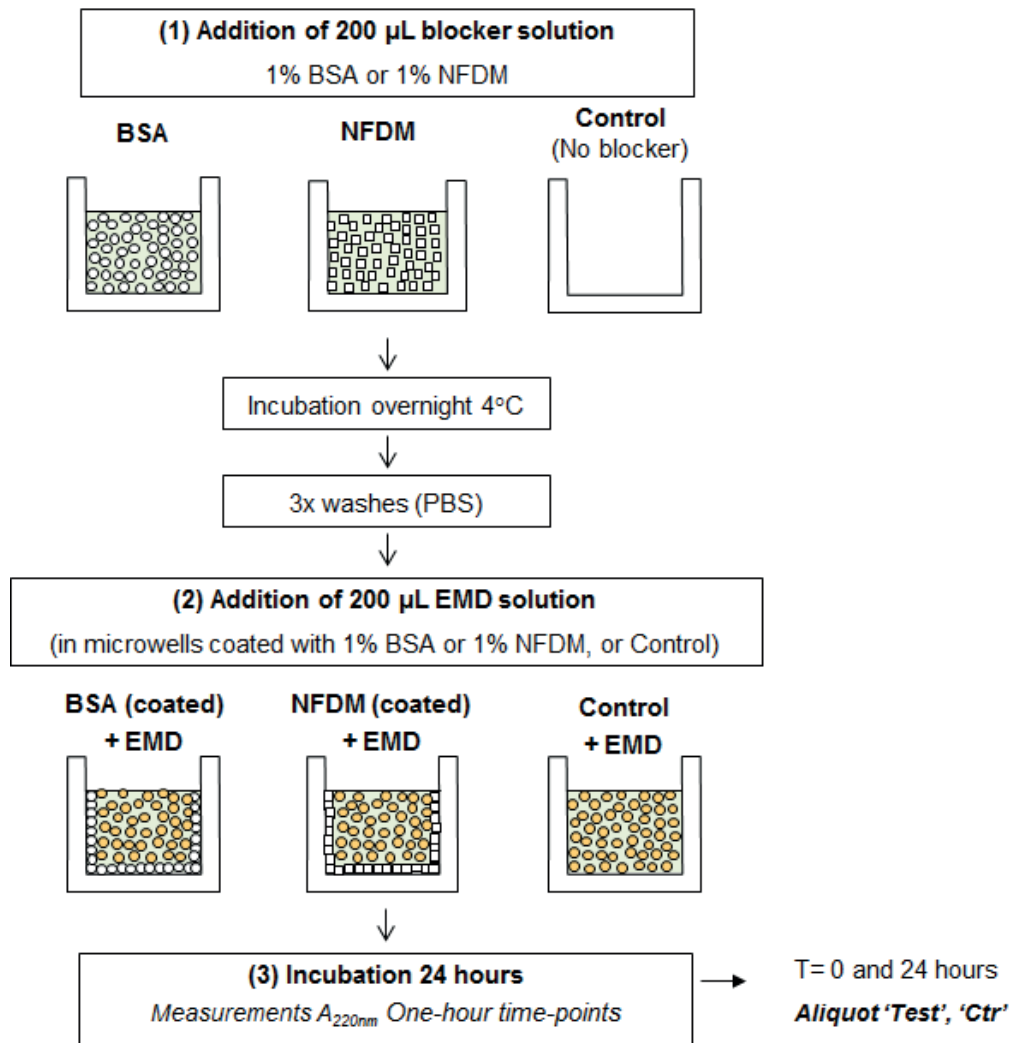 (1) Addition of 200 µL blocker solution
1% BSA or 1% NFDM
BSA
NFDM
Control
(No blocker)
Incubation overnight 4°C
3x washes (PBS)
(2) Addition of 200 µL EMD solution
(in microwells coated with 1% BSA or 1% NFDM, or Control)
BSA (coated)
+ EMD
NFDM (coated)
+ EMD
Control
+ EMD
(3) Incubation 24 hours
Measurements A220nm One-hour time-points
T= 0 and 24 hours
Aliquot ‘Test’, ‘Ctr’